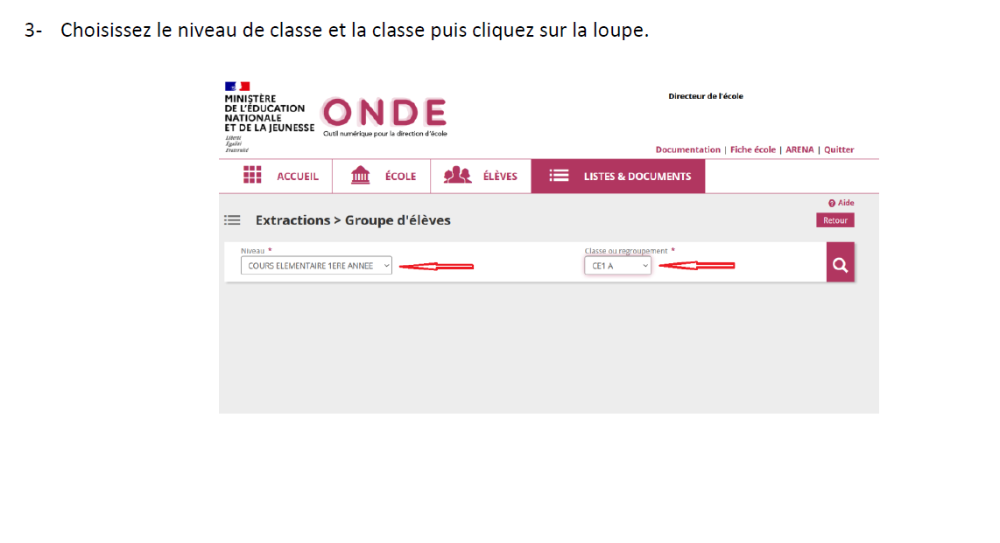 3- Choisissez le niveau de classe et la classe puis cliquez sur la loupe.
MINISTÈRE
DE L'ÉDUCATION
NATIONALE
ET DE LA JEUNESSE
Liberté
Égalité
Fraternité
ONDE
Outil numérique pour la direction d'école
Directeur de l'école
Documentation | Fiche école | ARENA | Quitter
ACCUEIL ÉCOLE ÉLÈVES LISTES & DOCUMENTS
Aide
Extractions > Groupe d'élèves
Retour
Niveau * Classe ou regroupement *
COURS ELEMENTAIRE 1ERE ANNEE CE1 A